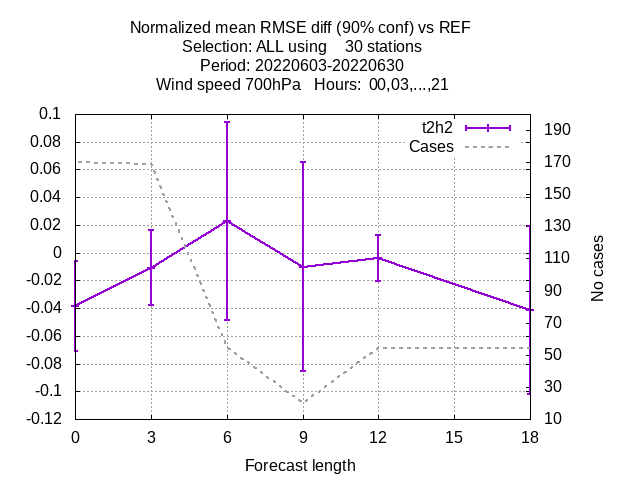 Normalized mean RMSE diff (90% conf) vs REF
Selection: ALL using    30 stations
Period: 20220603-20220630
Wind speed 700hPa   Hours:  00,03,...,21
t2h2
Cases
0.1
0.08
0.06
0.04
0.02
0
-0.02
-0.04
-0.06
-0.08
-0.1
-0.12
190
170
150
130
110
90
70
50
30
10
No cases
0 3 6 9 12 15 18
Forecast length